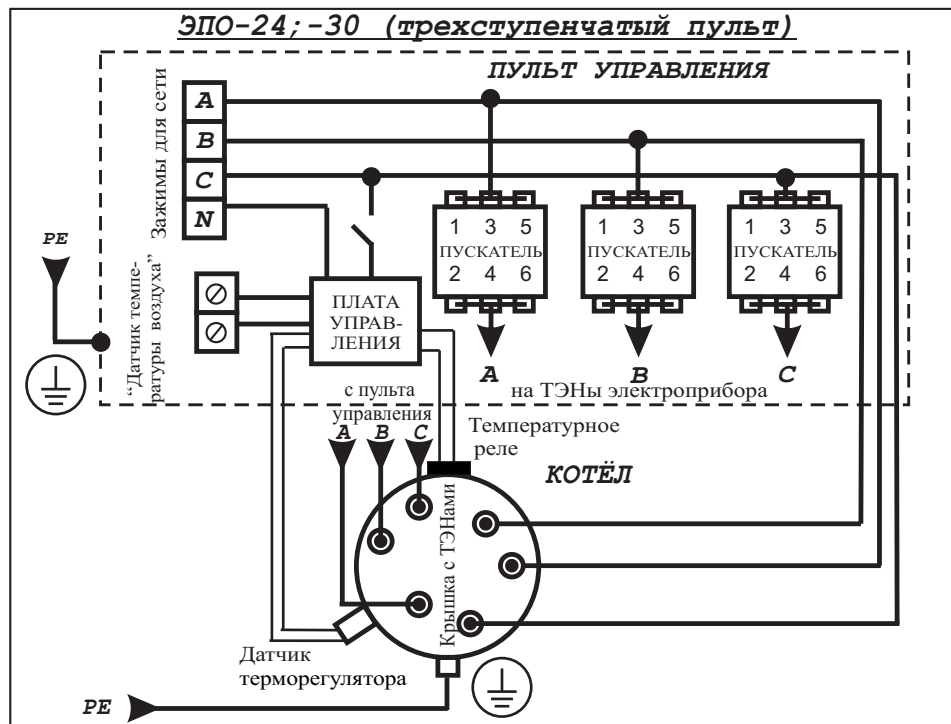 ЭПО-24;-30 (трехступенчатый пульт)
ПУЛЬТ УПРАВЛЕНИЯ
Зажимы для сети
A
B
C
N
PE
“Датчик темпе-
ратуры воздуха”
1 3 5
ПУСКАТЕЛЬ
2 4 6
1 3 5
ПУСКАТЕЛЬ
2 4 6
1 3 5
ПУСКАТЕЛЬ
2 4 6
ПЛАТА
УПРАВ-
ЛЕНИЯ
A
B
C
на ТЭНы электроприбора
с пульта
управления
A B C
Температурное
реле
КОТЁЛ
Крышка с ТЭНами
Датчик
терморегулятора
PE